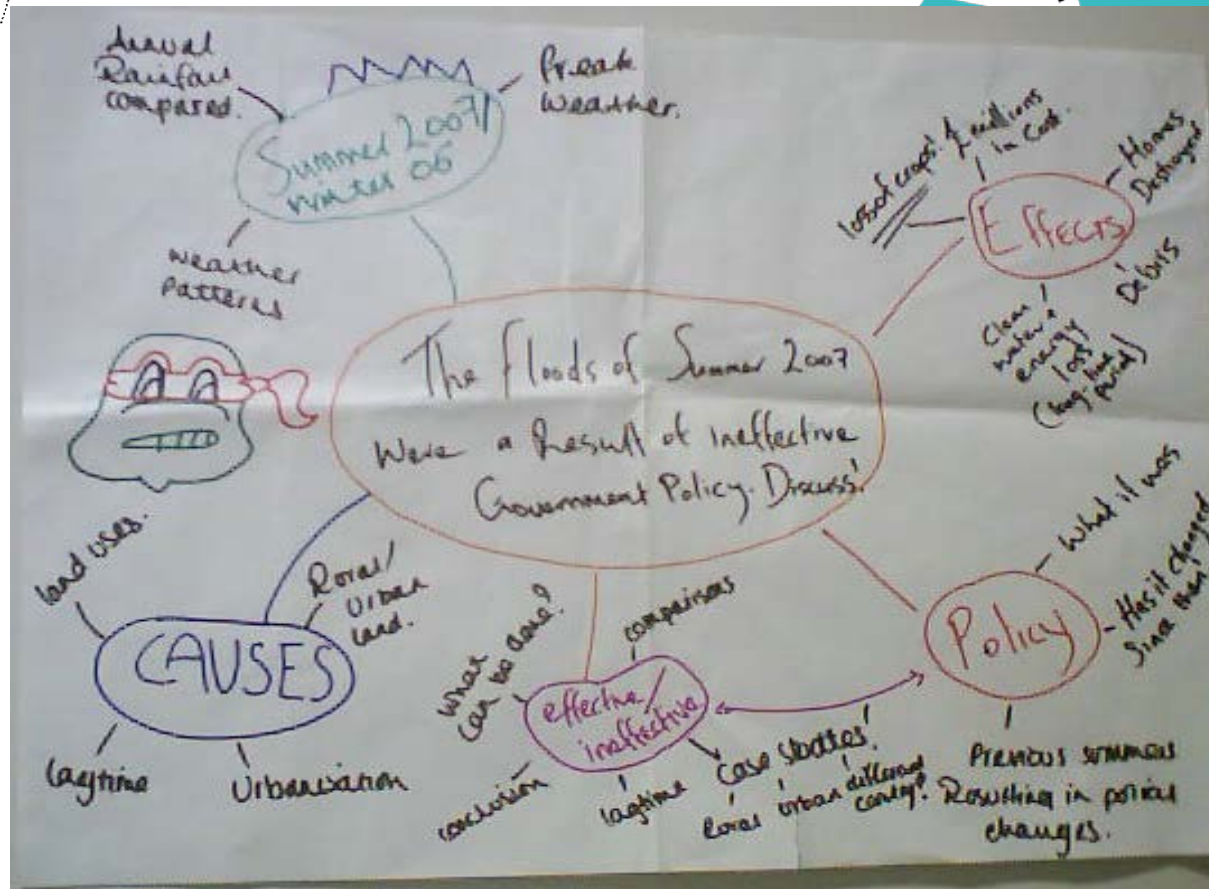 Annual
Rainfall
compared.
Freak
Weather.
Summer 2007/
winter 06
weather
patterns
loss of crops!
£ millions
in cost.
Homes
Destroyed
Effects
Debris
Clean
water &
energy
loss
(long-time
period)
The floods of Summer 2007
Were a Result of ineffective
Government Policy. Discuss!
land uses.
Rural/
Urban
land.
CAUSES
lagtime
Urbanisation
What
can be done?
comparisons
effective/
ineffective
conclusion
lagtime
Case studies!
Rural
urban
different
Policy
What it was
Has it changed
Since then
Previous summers
Resulting in
changes.